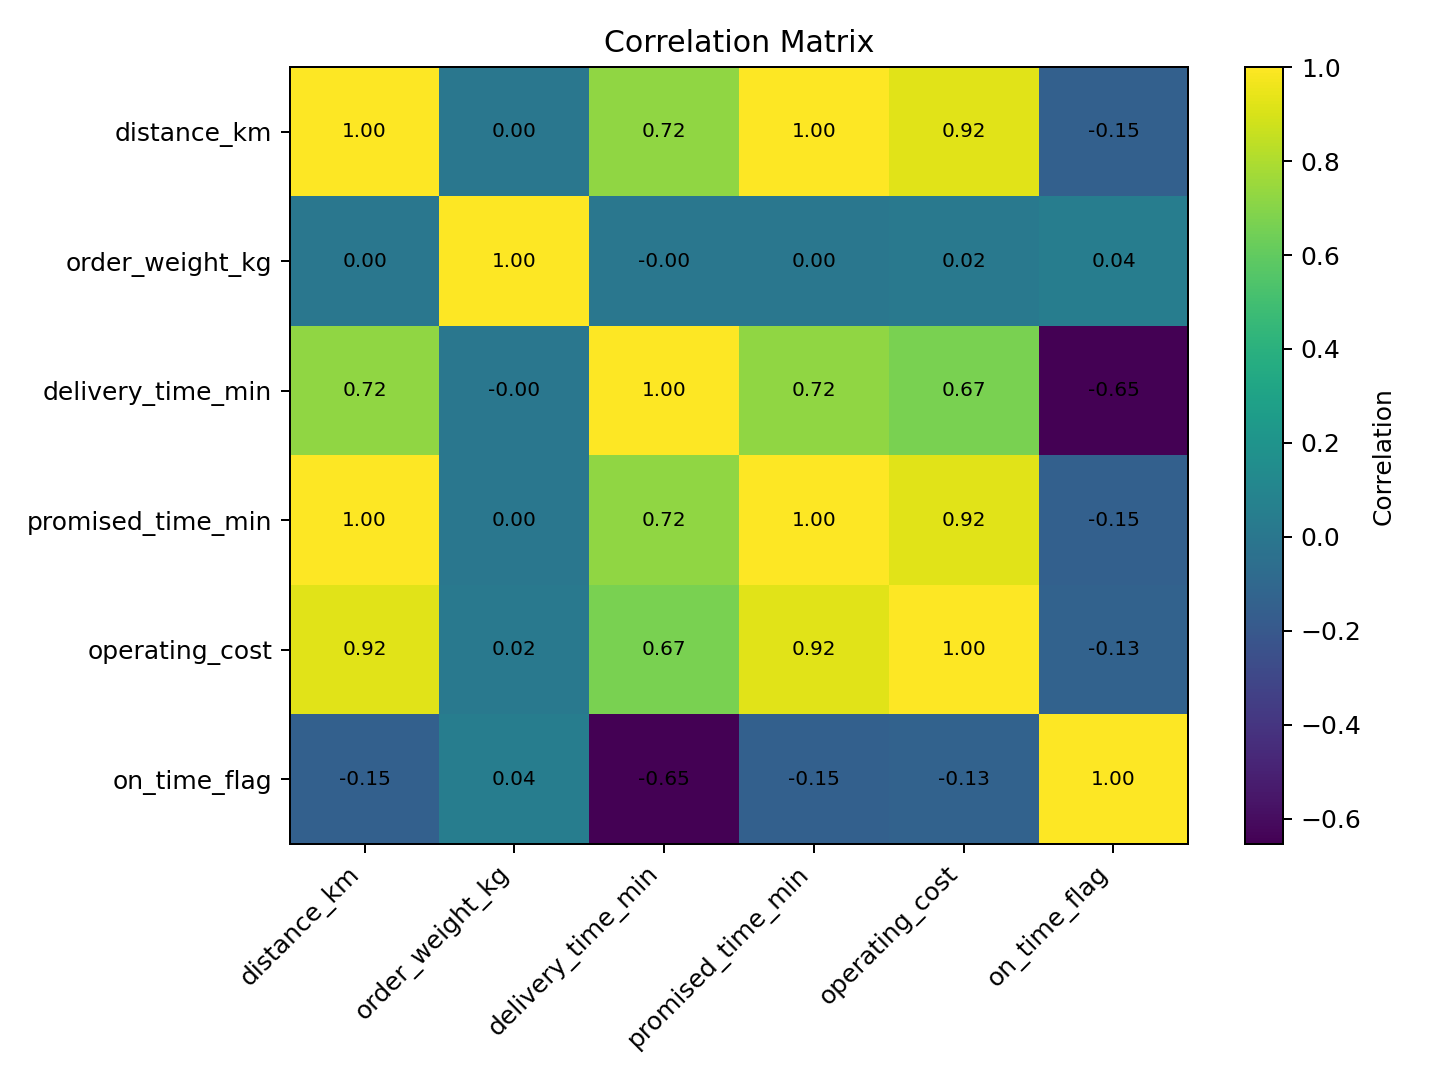 Correlation Matrix
distance_km 1.00 0.00 0.72 1.00 0.92 -0.15
order_weight_kg 0.00 1.00 -0.00 0.00 0.02 0.04
delivery_time_min 0.72 -0.00 1.00 0.72 0.67 -0.65
promised_time_min 1.00 0.00 0.72 1.00 0.92 -0.15
operating_cost 0.92 0.02 0.67 0.92 1.00 -0.13
on_time_flag -0.15 0.04 -0.65 -0.15 -0.13 1.00
distance_km
order_weight_kg
delivery_time_min
promised_time_min
operating_cost
on_time_flag
1.0
0.8
0.6
0.4
0.2
0.0
−0.2
−0.4
−0.6
Correlation